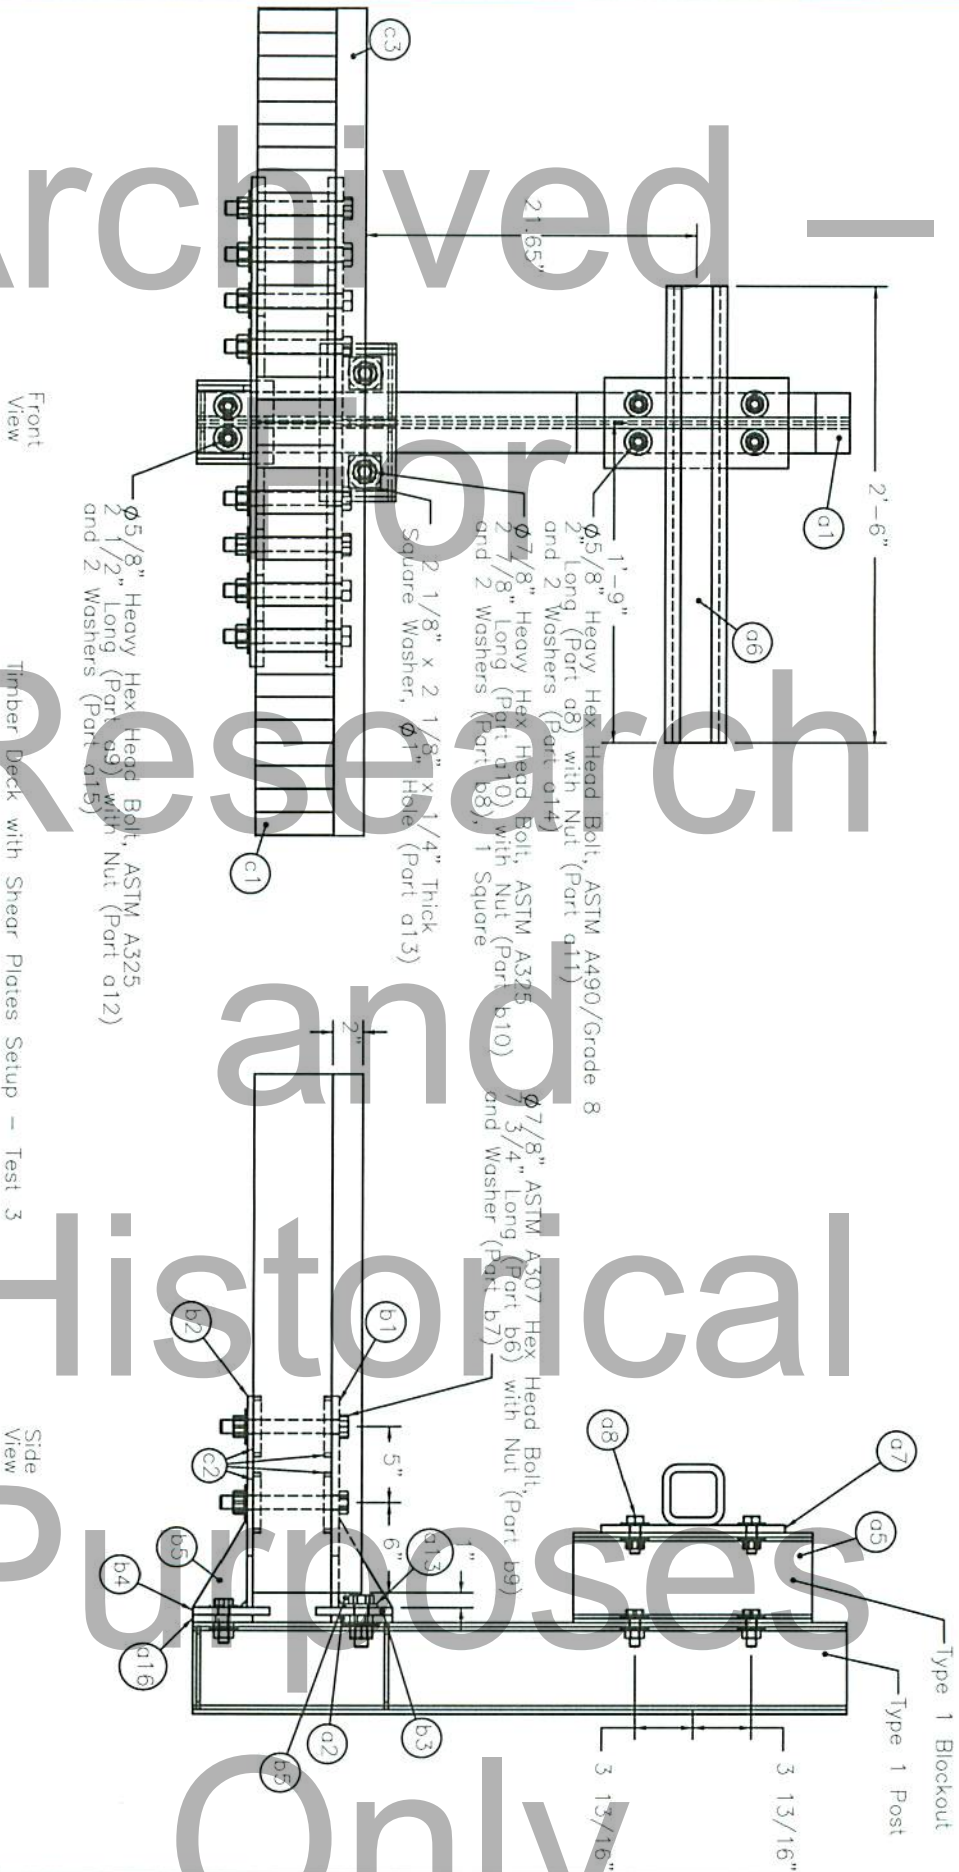 Archived —
For
Research
and
Historical
Purposes
Only
c3
21.65"
2'-6"
a1
a6
1'-9"
Ø5/8" Heavy Hex Head Bolt, ASTM A490/Grade 8
2" Long (Part a8) with Nut (Part a11)
and 2 Washers (Part a14)
Ø7/8" Heavy Hex Head Bolt, ASTM A325
2 7/8" Long (Part a10) with Nut (Part b10)
and 2 Washers (Part b8), 1 Square
2 1/8" x 2 1/8" x 1/4" Thick
Square Washer, Ø1" Hole (Part a13)
Ø5/8" Heavy Hex Head Bolt, ASTM A325
2 1/2" Long (Part a9) with Nut (Part a12)
and 2 Washers (Part a15)
c1
Front
View
Timber Deck with Shear Plates Setup - Test 3
2"
Ø7/8" ASTM A307 Hex Head Bolt,
7 3/4" Long (Part b6) with Nut (Part b9)
and Washer (Part b7)
b1
b2
c2
5"
6"
1"
a13
b5
b4
a16
b5
a2
b3
a8
a7
a5
Type 1 Blockout
Type 1 Post
3 13/16"
3 13/16"
Side
View